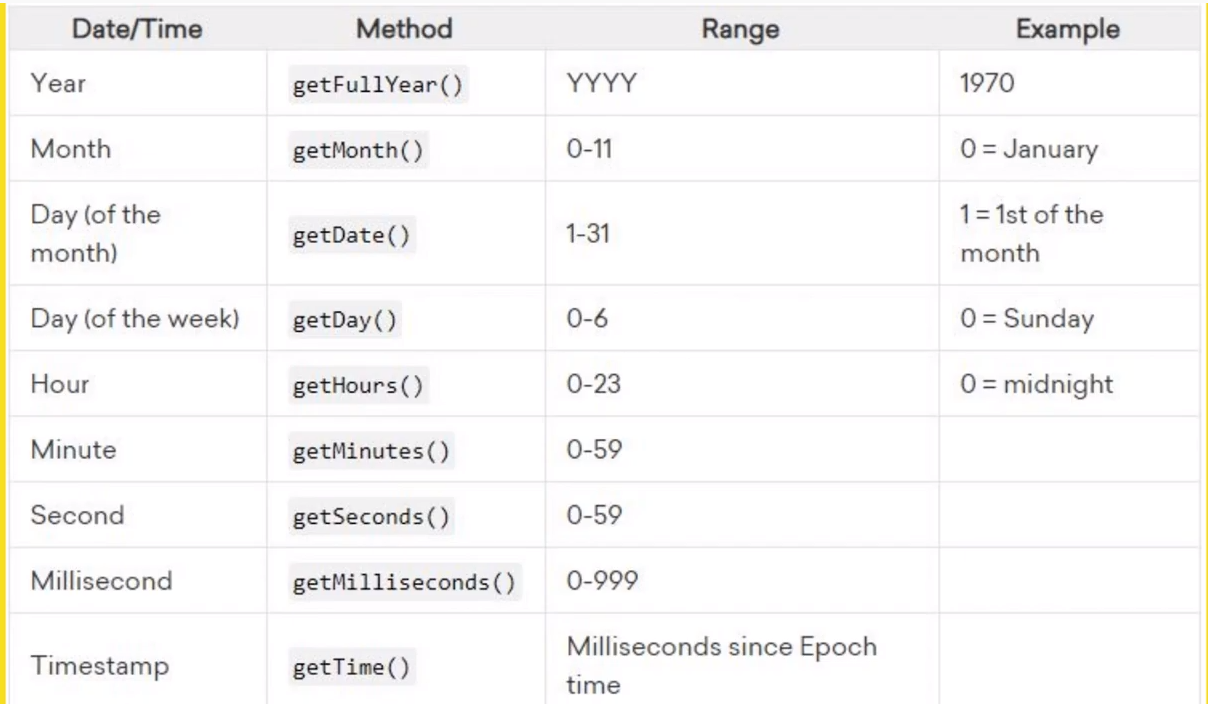 Date/Time Method Range Example
Year getFullYear() YYYY 1970
Month getMonth() 0-11 0 = January
Day (of the
month) getDate() 1-31 1 = 1st of the
month
Day (of the week) getDay() 0-6 0 = Sunday
Hour getHours() 0-23 0 = midnight
Minute getMinutes() 0-59
Second getSeconds() 0-59
Millisecond getMilliseconds() 0-999
Timestamp getTime() Milliseconds since Epoch
time